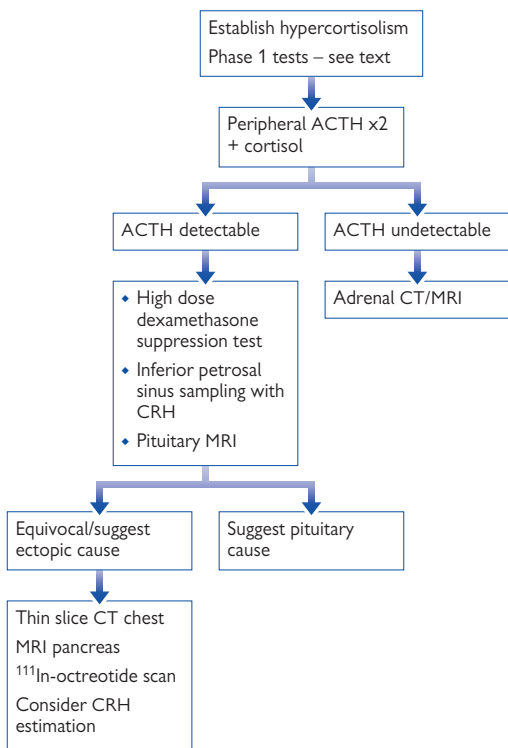 Establish hypercortisolism
Phase 1 tests – see text
Peripheral ACTH x2
+ cortisol
ACTH detectable
ACTH undetectable
◆ High dose
dexamethasone
suppression test
◆ Inferior petrosal
sinus sampling with
CRH
◆ Pituitary MRI
Adrenal CT/MRI
Equivocal/suggest
ectopic cause
Suggest pituitary
cause
Thin slice CT chest
MRI pancreas
¹¹¹In-octreotide scan
Consider CRH
estimation